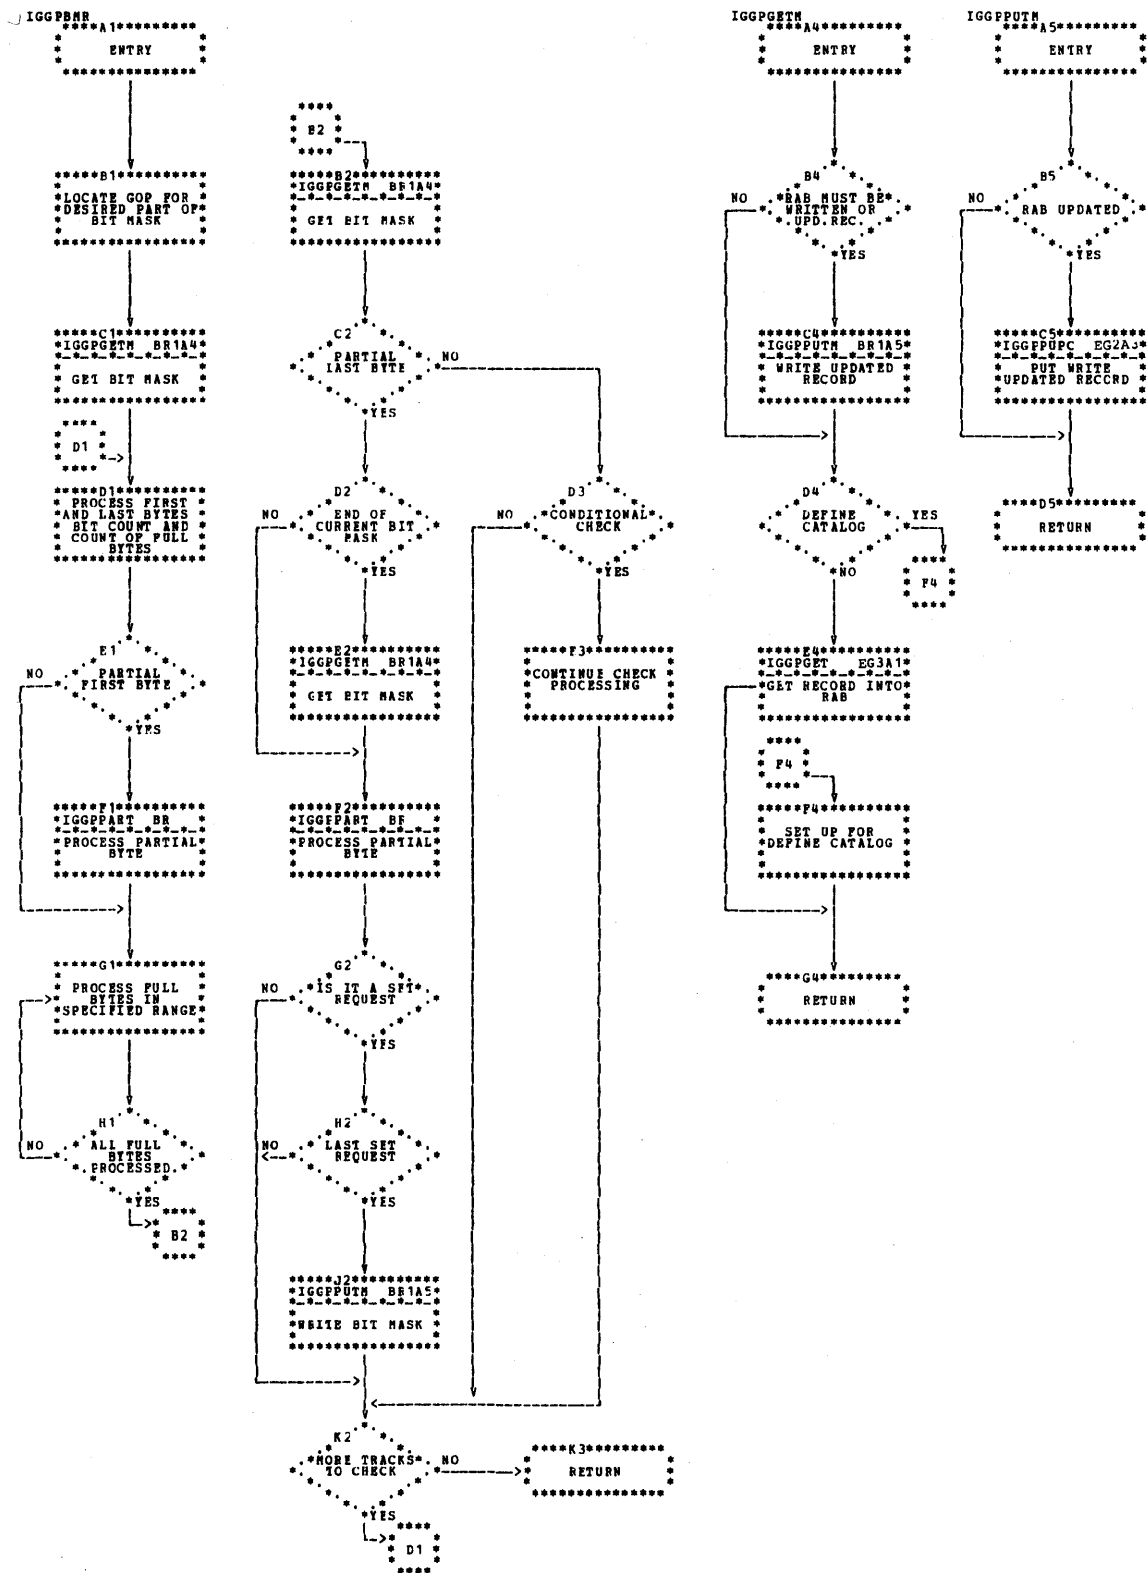 IGGPBMR
A1
ENTRY
B1
LOCATE GOP FOR
DESIRED PART OF
BIT MASK
C1
IGGPGETM BR1A4
GET BIT MASK
D1
D1
PROCESS FIRST
AND LAST BYTES
BIT COUNT AND
COUNT OF FULL
BYTES
E1
PARTIAL
FIRST BYTE
NO
YES
F1
IGGPPART BR
PROCESS PARTIAL
BYTE
G1
PROCESS FULL
BYTES IN
SPECIFIED RANGE
H1
ALL FULL
BYTES
PROCESSED
NO
YES
B2
B2
B2
IGGPGETM BR1A4
GET BIT MASK
C2
PARTIAL
LAST BYTE
NO
YES
D2
END OF
CURRENT BIT
MASK
NO
YES
E2
IGGPGETM BR1A4
GET BIT MASK
F2
IGGPPART BR
PROCESS PARTIAL
BYTE
G2
IS IT A SET
REQUEST
NO
YES
H2
LAST SET
REQUEST
NO
YES
J2
IGGPPUTM BR1A5
WRITE BIT MASK
K2
MORE TRACKS
TO CHECK
NO
YES
D1
D3
CONDITIONAL
CHECK
NO
YES
E3
CONTINUE CHECK
PROCESSING
K3
RETURN
IGGPGETM
A4
ENTRY
B4
RAB MUST BE
WRITTEN OR
UPD.REC.
NO
YES
C4
IGGPPUTM BR1A5
WRITE UPDATED
RECORD
D4
DEFINE
CATALOG
YES
NO
F4
E4
IGGPGET EG3A1
GET RECORD INTO
RAB
F4
F4
SET UP FOR
DEFINE CATALOG
G4
RETURN
IGGPPUTM
A5
ENTRY
B5
RAB UPDATED
NO
YES
C5
IGGPPUPC
PUT WRITE
UPDATED RECORD
D5
RETURN